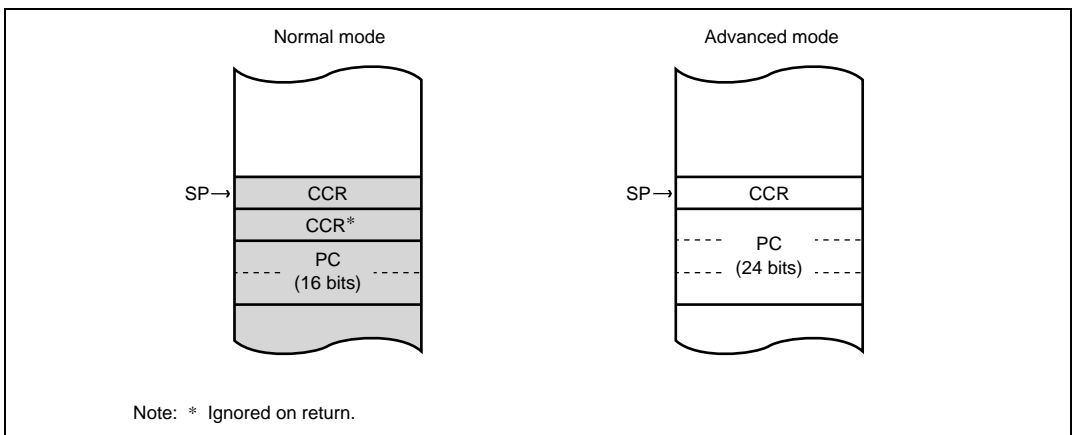 Normal mode
Advanced mode
SP→ CCR
CCR*
PC
(16 bits)
SP→ CCR
PC
(24 bits)
Note: * Ignored on return.